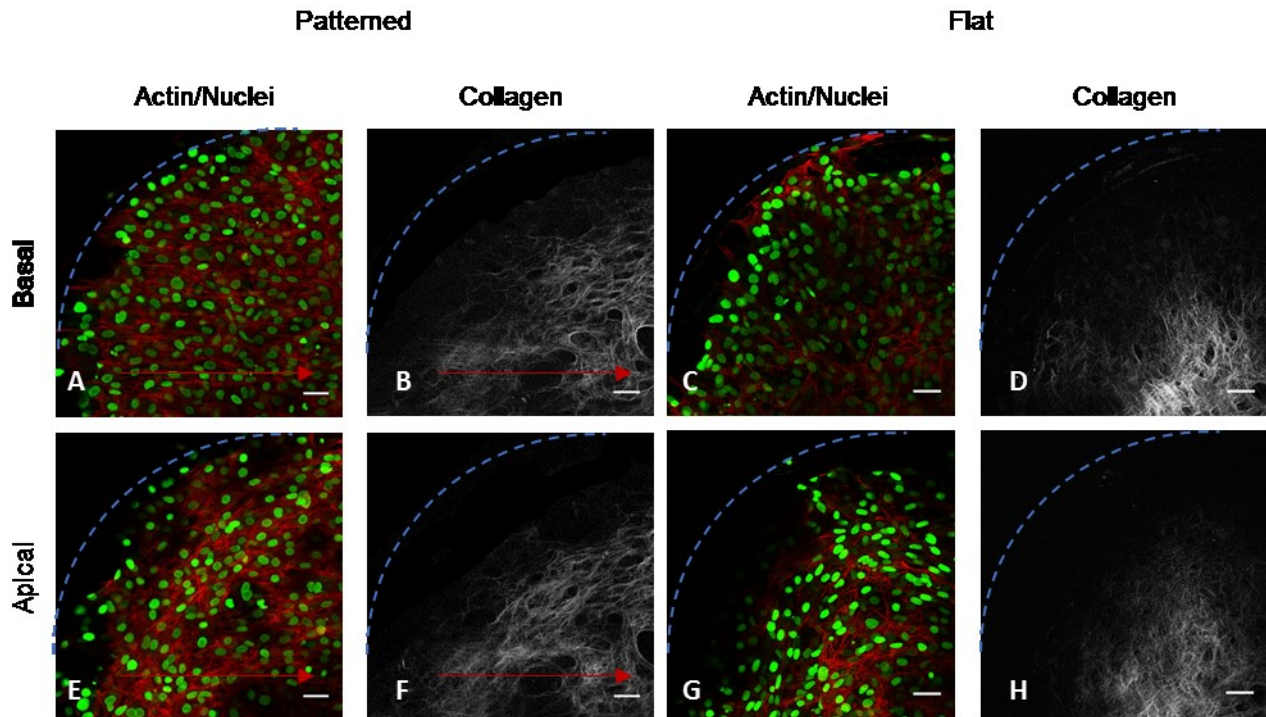 Patterned Flat
Actin/Nuclei Collagen Actin/Nuclei Collagen
Basal
A B C D
Apical
E F G H